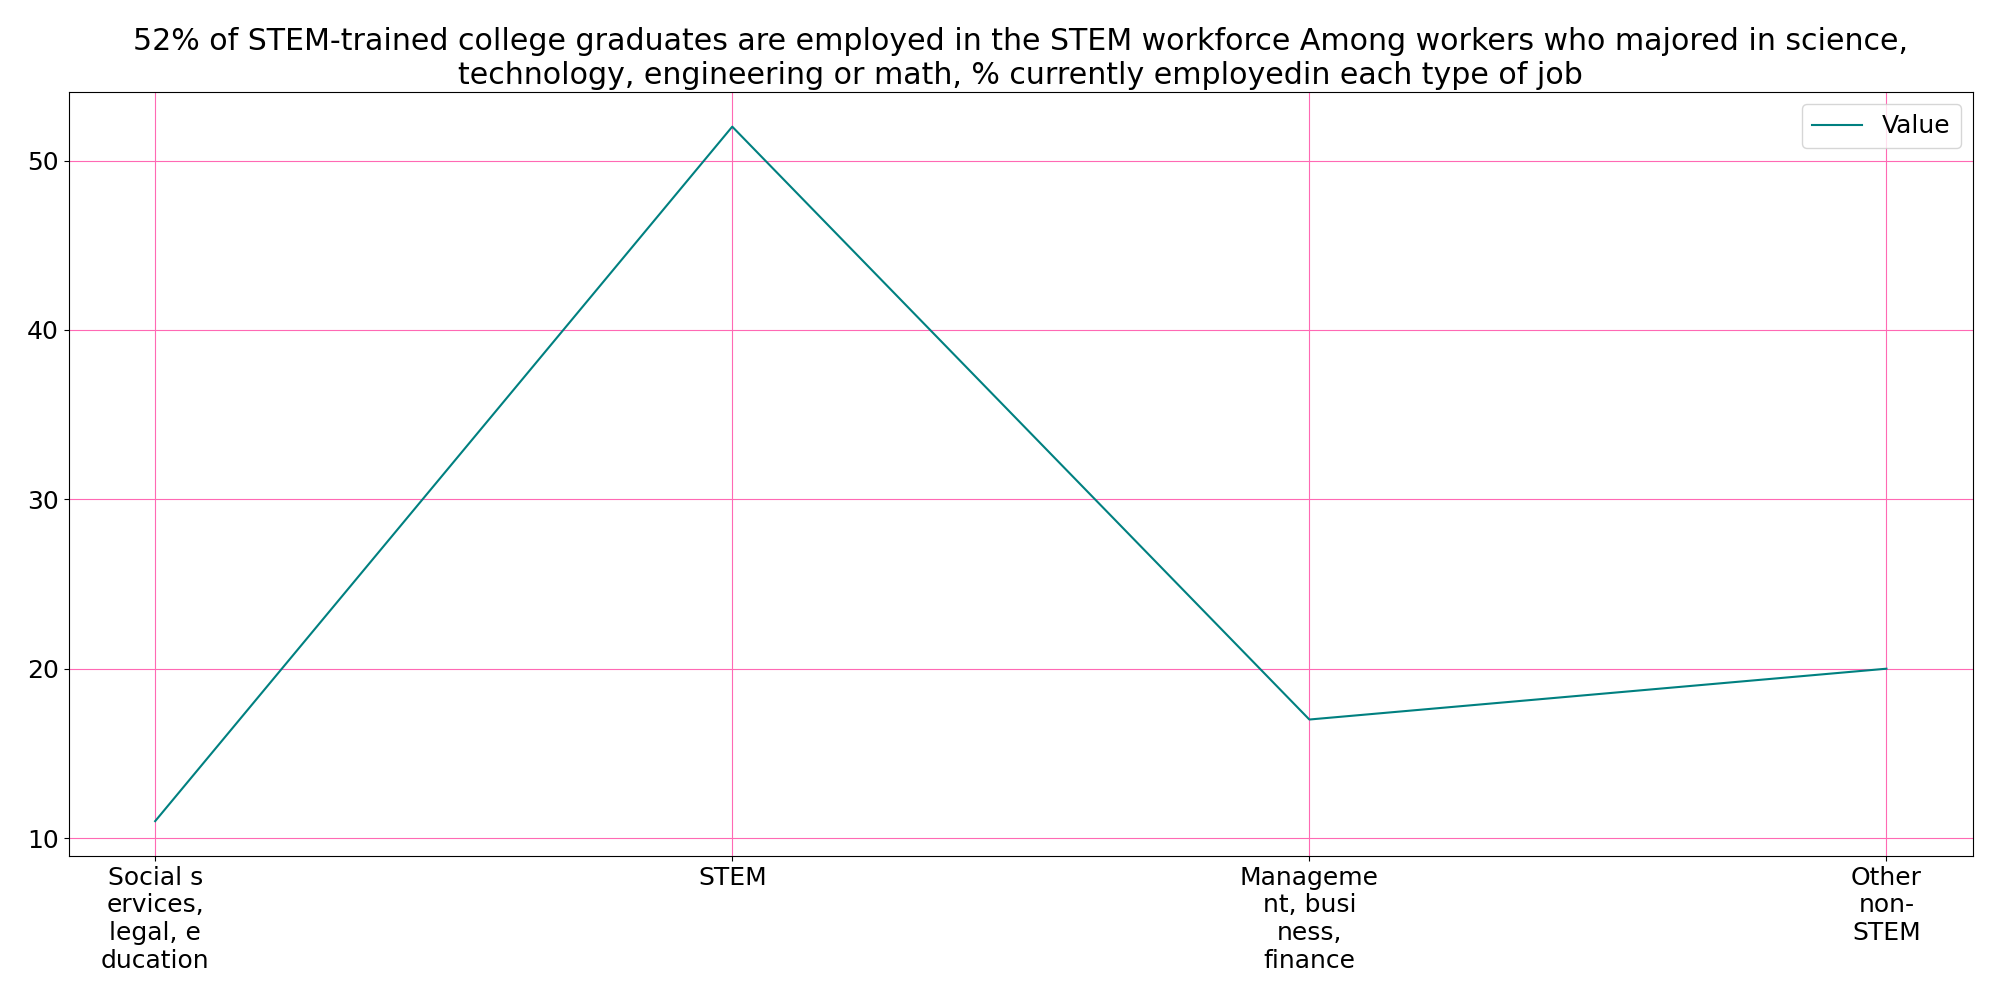 52% of STEM-trained college graduates are employed in the STEM workforce Among workers who majored in science,
technology, engineering or math, % currently employedin each type of job
Value
50
40
30
20
10
Social s
ervices,
legal, e
ducation
STEM
Manageme
nt, busi
ness,
finance
Other
non-
STEM